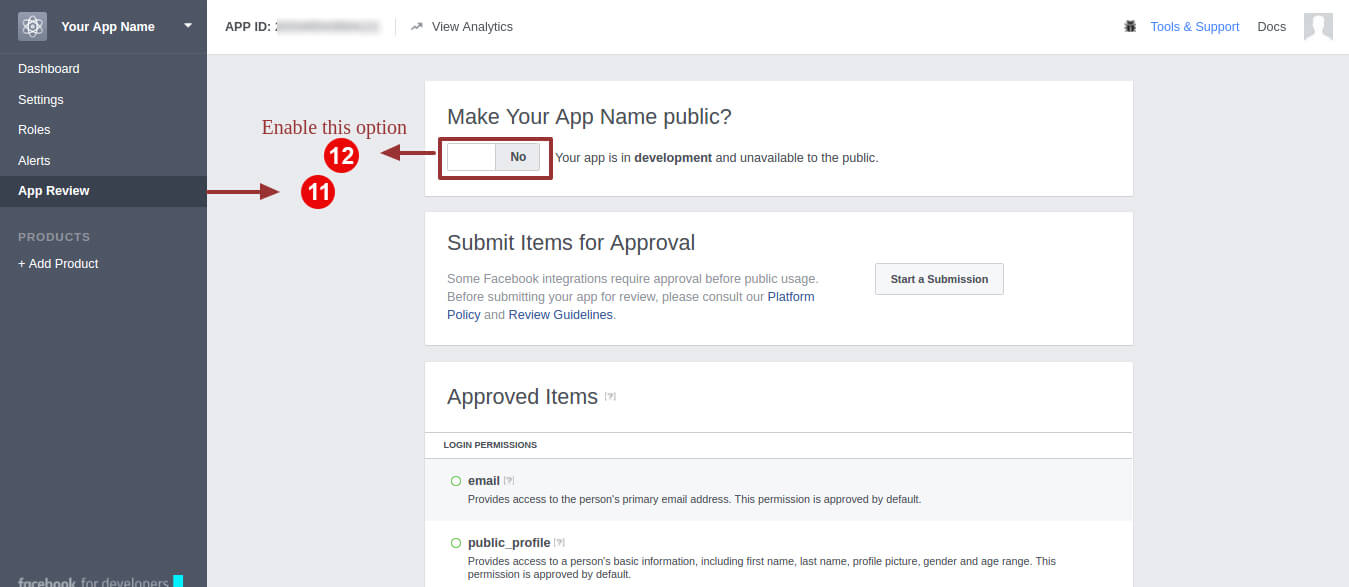 Your App Name
APP ID:
View Analytics
Tools & Support
Docs
Dashboard
Settings
Roles
Alerts
App Review
PRODUCTS
+ Add Product
Enable this option
12
11
Make Your App Name public?
No
Your app is in development and unavailable to the public.
Submit Items for Approval
Some Facebook integrations require approval before public usage.
Before submitting your app for review, please consult our Platform
Policy and Review Guidelines.
Start a Submission
Approved Items [?]
LOGIN PERMISSIONS
email [?]
Provides access to the person's primary email address. This permission is approved by default.
public_profile [?]
Provides access to a person's basic information, including first name, last name, profile picture, gender and age range. This
permission is approved by default.
facebook for developers